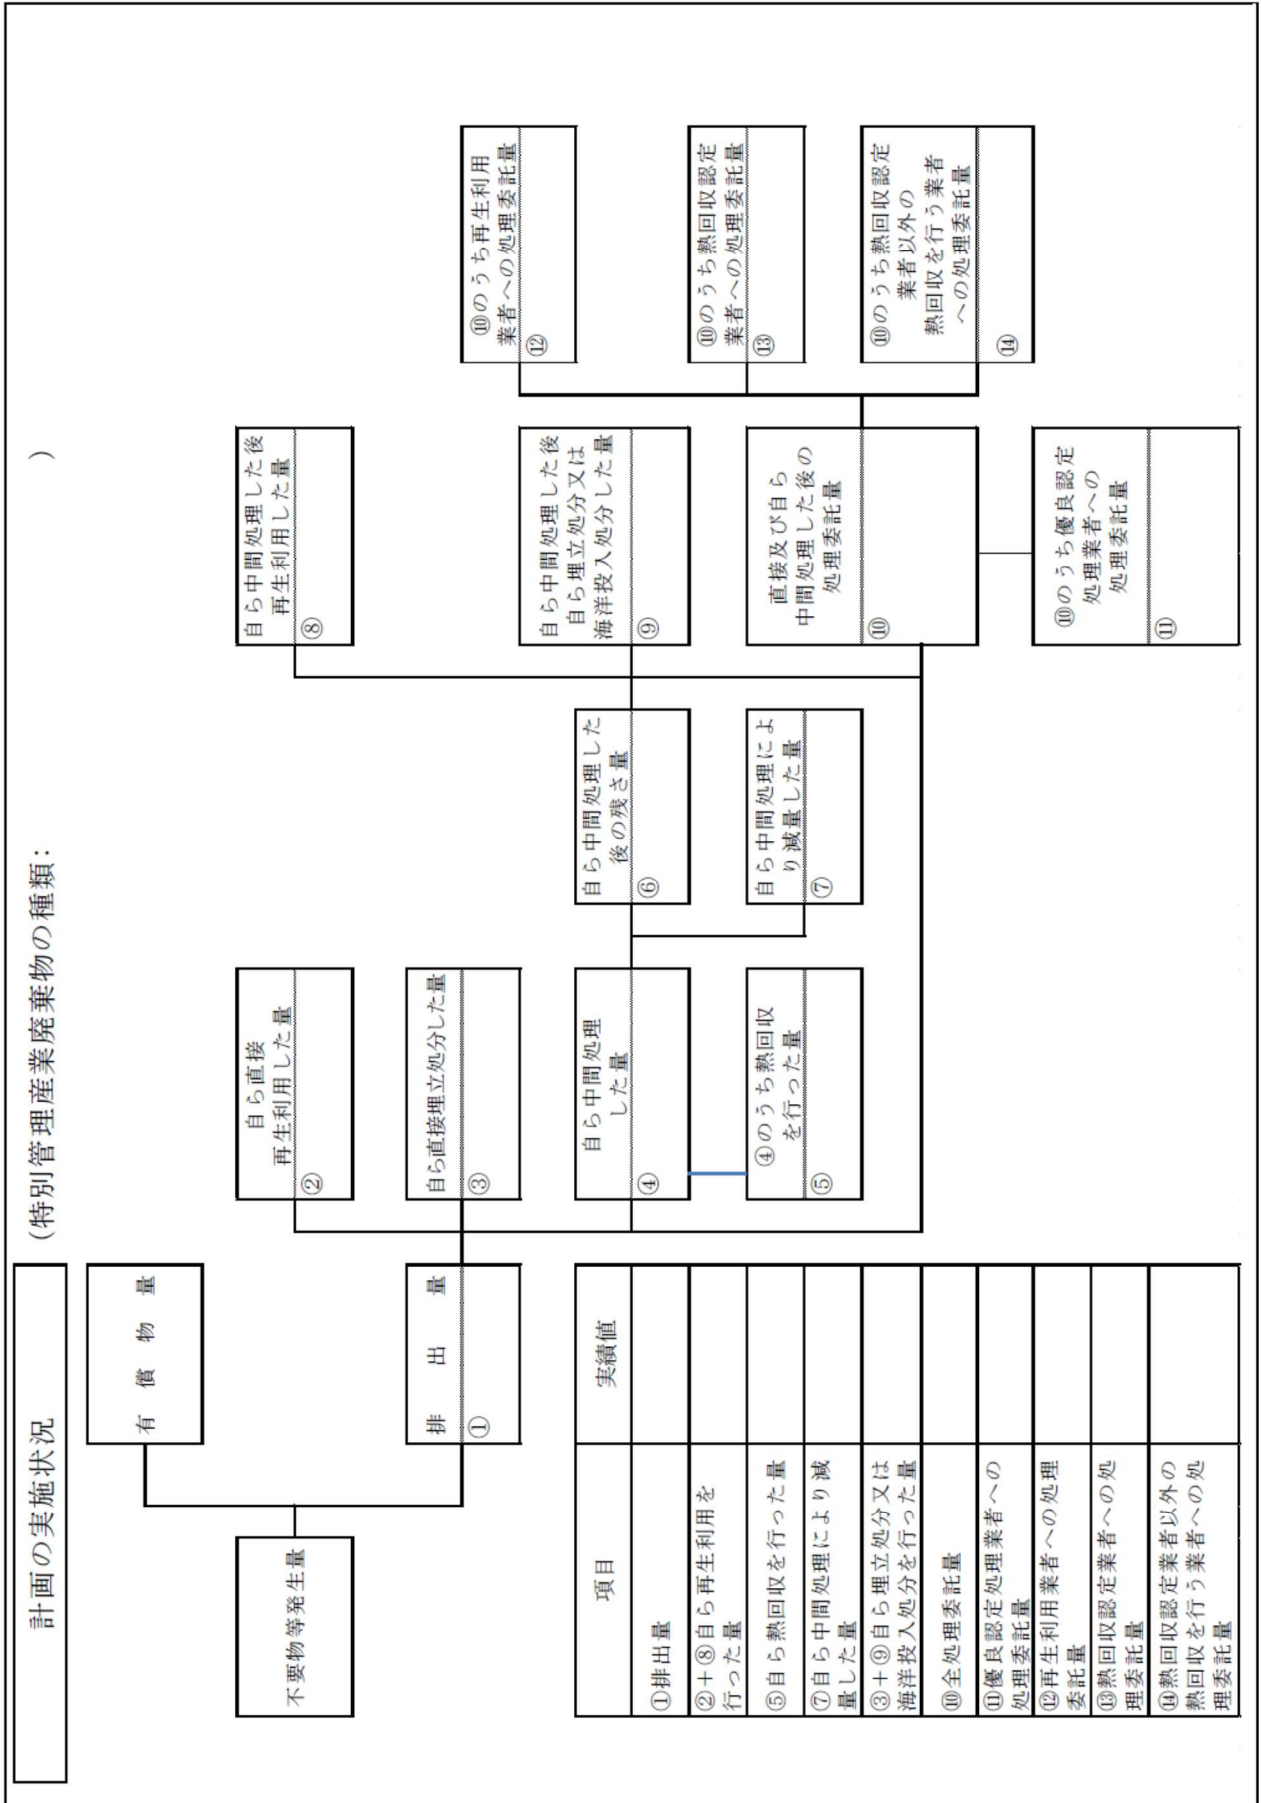 計画の実施状況
(特別管理産業廃棄物の種類:
)
有償物量
不要物等発生量
排出量
①
自ら直接
再生利用した量
②
自ら直接埋立処分した量
③
自ら中間処理
した量
④
④のうち熱回収
を行った量
⑤
自ら中間処理した
後の残さ量
⑥
自ら中間処理によ
り減量した量
⑦
自ら中間処理した後
再生利用した量
⑧
自ら中間処理した後
自ら埋立処分又は
海洋投入処分した量
⑨
直接及び自ら
中間処理した後の
処理委託量
⑩
⑩のうち優良認定
処理業者への
処理委託量
⑪
⑩のうち再生利用
業者への処理委託量
⑫
⑩のうち熱回収認定
業者への処理委託量
⑬
⑩のうち熱回収認定
業者以外の
熱回収を行う業者
への処理委託量
⑭
項目
実績値
①排出量
②+⑧自ら再生利用を
行った量
⑤自ら熱回収を行った量
⑦自ら中間処理により減
量した量
③+⑨自ら埋立処分又は
海洋投入処分を行った量
⑩全処理委託量
⑪優良認定処理業者への
処理委託量
⑫再生利用業者への処理
委託量
⑬熱回収認定業者への処
理委託量
⑭熱回収認定業者以外の
熱回収を行う業者への処
理委託量